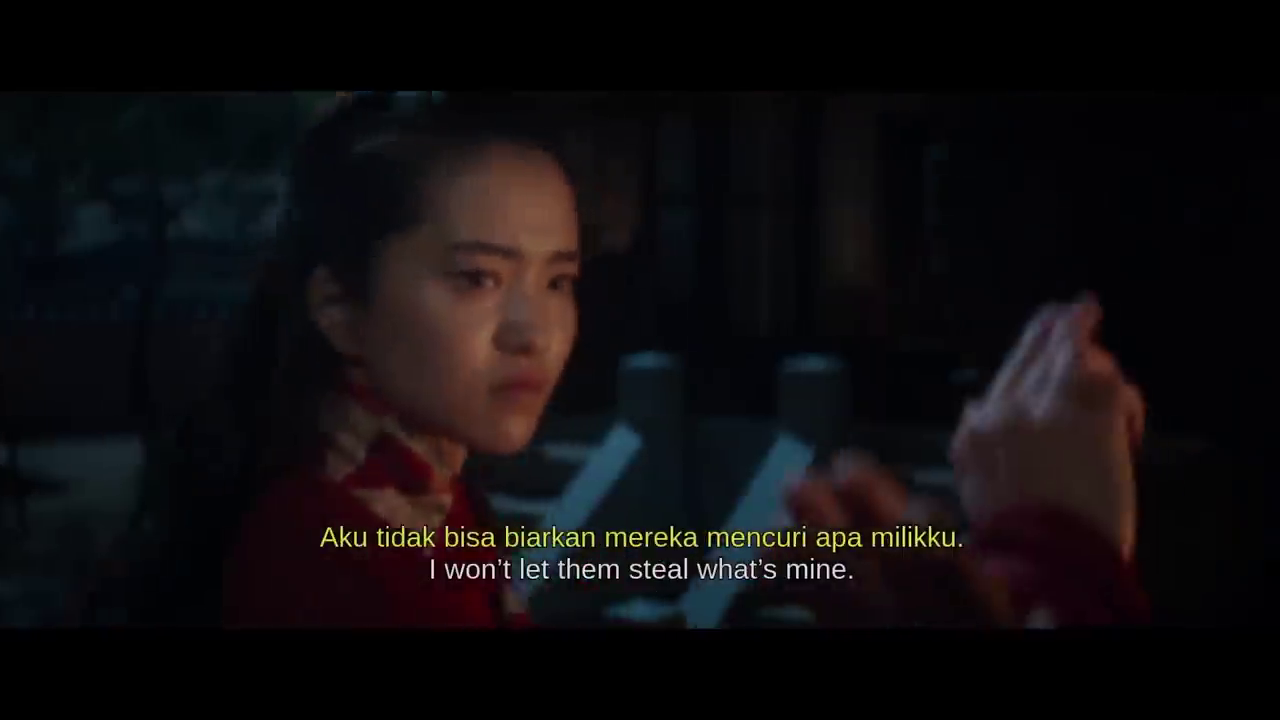 Aku tidak bisa biarkan mereka mencuri apa milikku.
I won’t let them steal what’s mine.